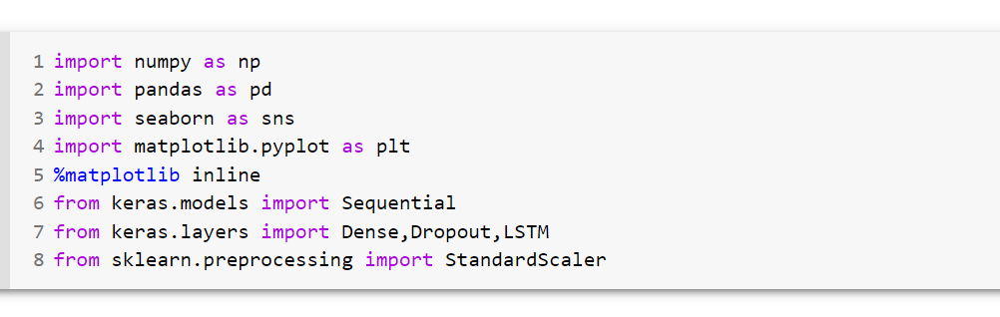 1 import numpy as np
2 import pandas as pd
3 import seaborn as sns
4 import matplotlib.pyplot as plt
5 %matplotlib inline
6 from keras.models import Sequential
7 from keras.layers import Dense,Dropout,LSTM
8 from sklearn.preprocessing import StandardScaler